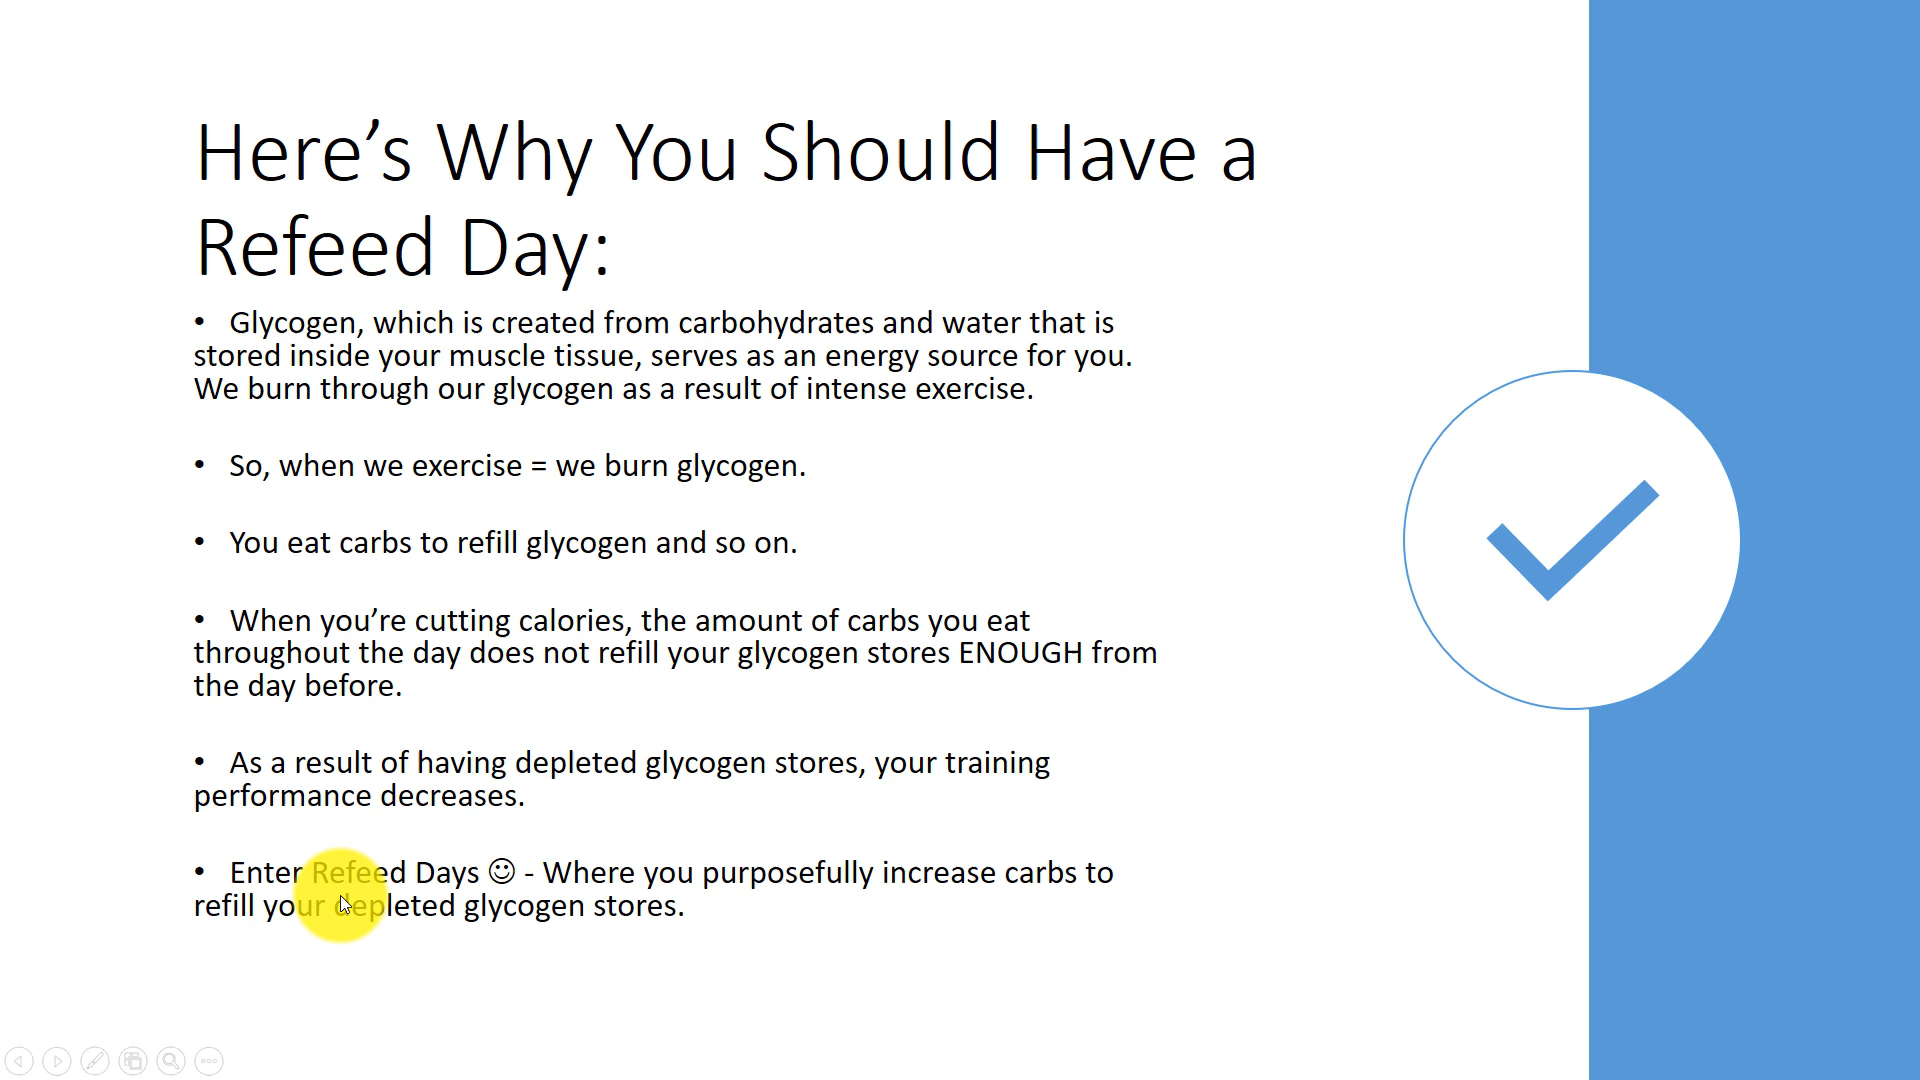 Here’s Why You Should Have a
Refeed Day:
• Glycogen, which is created from carbohydrates and water that is
stored inside your muscle tissue, serves as an energy source for you.
We burn through our glycogen as a result of intense exercise.
• So, when we exercise = we burn glycogen.
• You eat carbs to refill glycogen and so on.
• When you’re cutting calories, the amount of carbs you eat
throughout the day does not refill your glycogen stores ENOUGH from
the day before.
• As a result of having depleted glycogen stores, your training
performance decreases.
• Enter Refeed Days ☺ - Where you purposefully increase carbs to
refill your depleted glycogen stores.